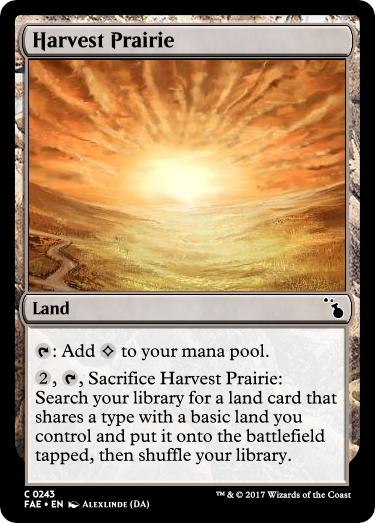 Harvest Prairie
Land
: Add to your mana pool.
2, , Sacrifice Harvest Prairie:
Search your library for a land card that
shares a type with a basic land you
control and put it onto the battlefield
tapped, then shuffle your library.
C 0243
FAE • EN ALEXLINDE (DA)
™ & © 2017 Wizards of the Coast